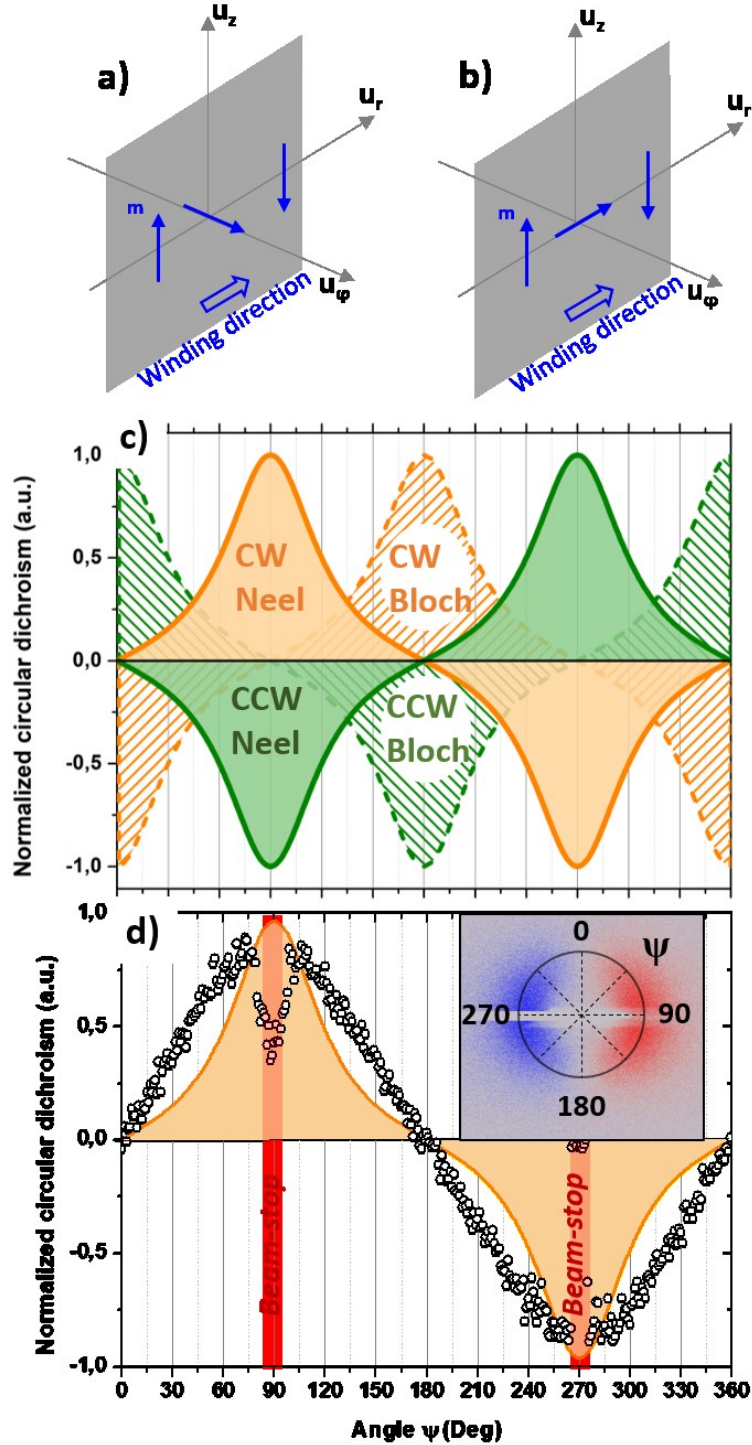 a)
u_z
u_r
m
u_φ
Winding direction
b)
u_z
u_r
m
u_φ
Winding direction
c)
Normalized circular dichroism (a.u.)
1,0
0,5
0,0
-0,5
-1,0
CW
Neel
CW
Bloch
CCW
Neel
CCW
Bloch
d)
Normalized circular dichroism (a.u.)
1,0
0,5
0,0
-0,5
-1,0
Beam-stop
Beam-stop
0
ψ
270
90
180
0 30 60 90 120 150 180 210 240 270 300 330 360
Angle ψ (Deg)